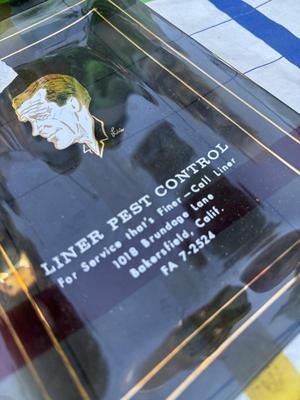 LINER PEST CONTROL
For Service that's Finer—Call Liner
1018 Brundage Lane
Bakersfield, Calif.
FA 7-2524